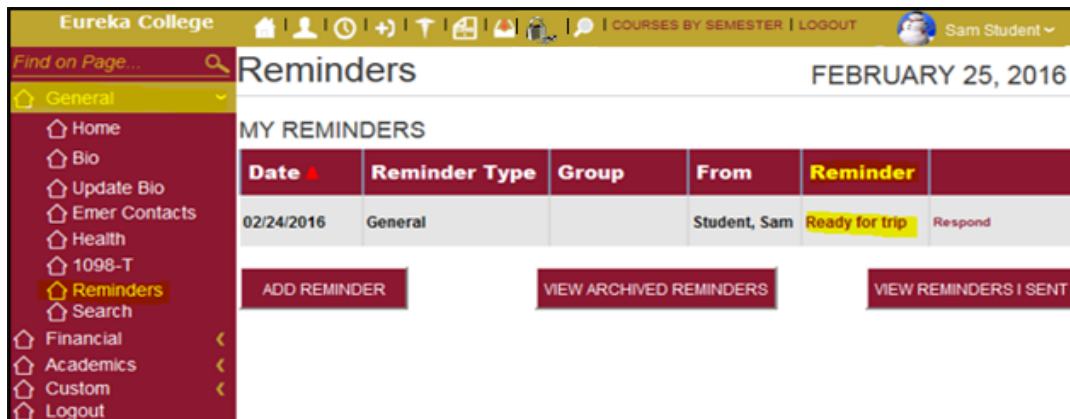 Eureka College
COURSES BY SEMESTER | LOGOUT
Sam Student
Find on Page...
General
Home
Bio
Update Bio
Emer Contacts
Health
1098-T
Reminders
Search
Financial
Academics
Custom
Logout
Reminders
FEBRUARY 25, 2016
MY REMINDERS
Date Reminder Type Group From Reminder
02/24/2016 General Student, Sam Ready for trip Respond
ADD REMINDER VIEW ARCHIVED REMINDERS VIEW REMINDERS I SENT